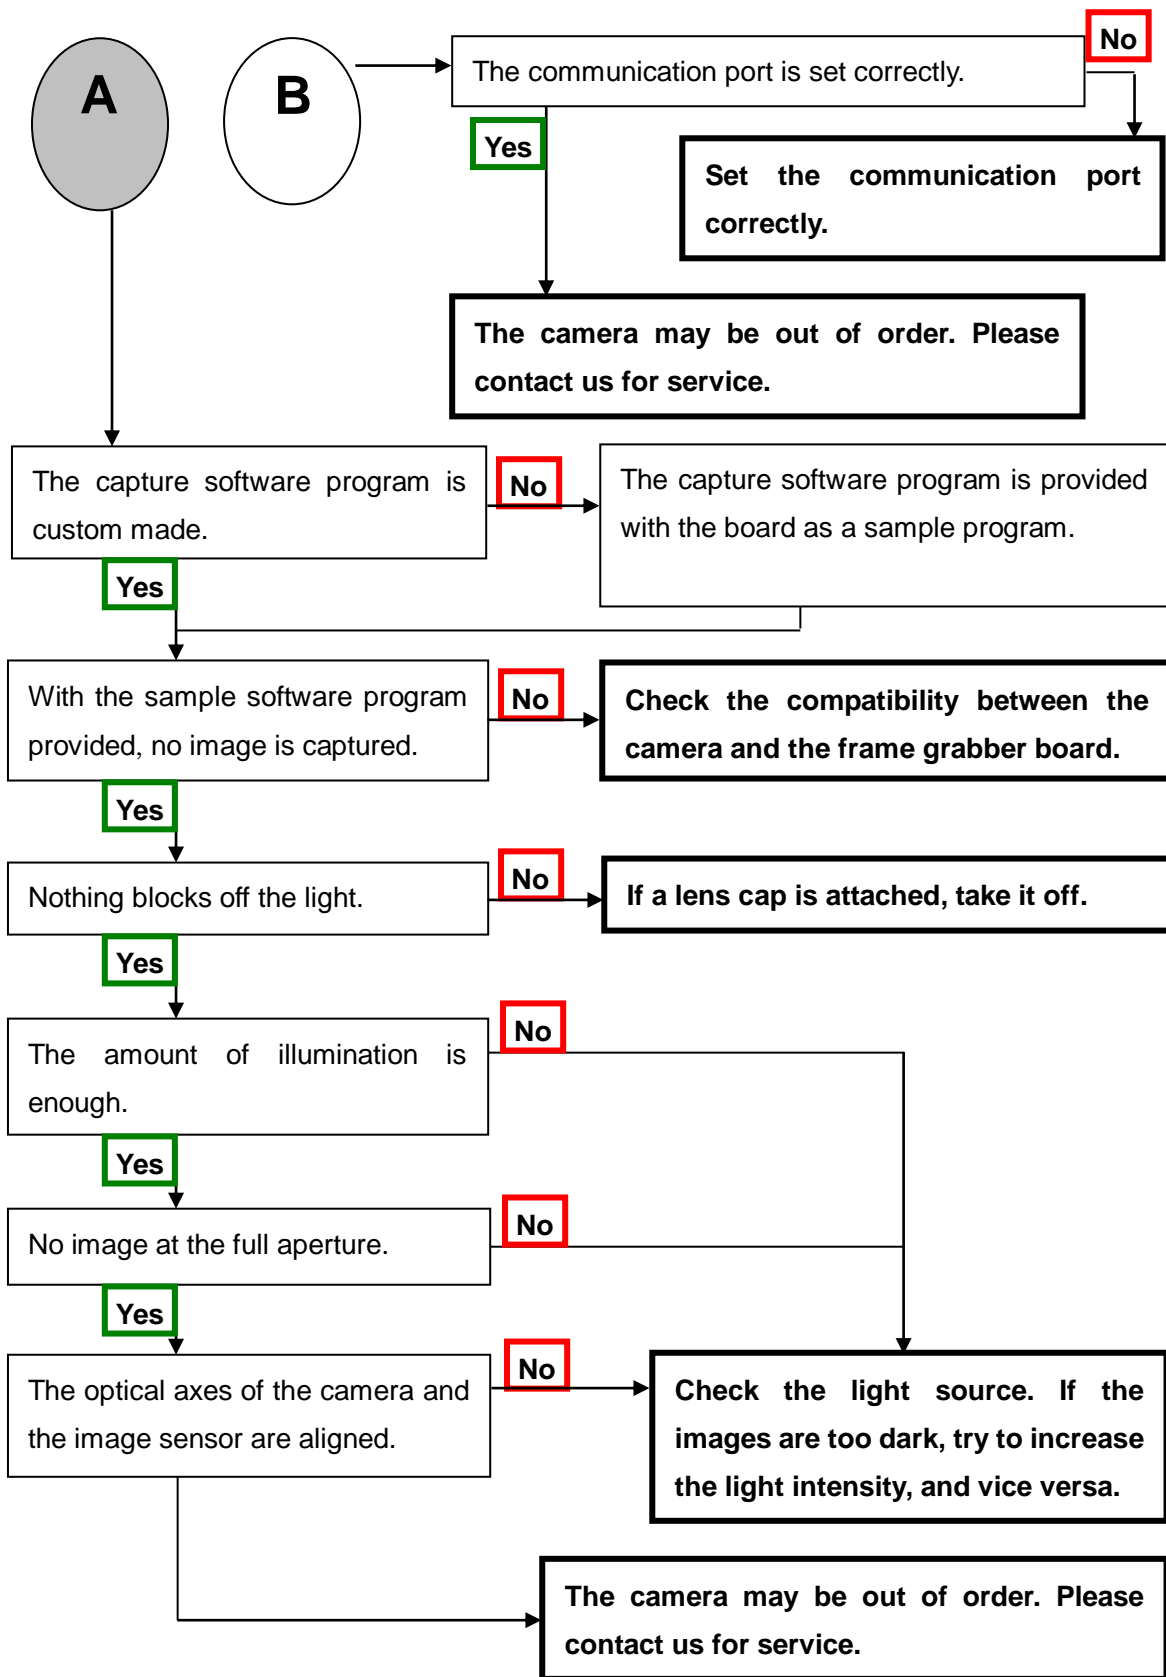 A
B
The communication port is set correctly.
No
Yes
Set the communication port
correctly.
The camera may be out of order. Please
contact us for service.
The capture software program is
custom made.
No
The capture software program is provided
with the board as a sample program.
Yes
With the sample software program
provided, no image is captured.
No
Check the compatibility between the
camera and the frame grabber board.
Yes
Nothing blocks off the light.
No
If a lens cap is attached, take it off.
Yes
The amount of illumination is
enough.
No
Yes
No image at the full aperture.
No
Yes
The optical axes of the camera and
the image sensor are aligned.
No
Check the light source. If the
images are too dark, try to increase
the light intensity, and vice versa.
The camera may be out of order. Please
contact us for service.